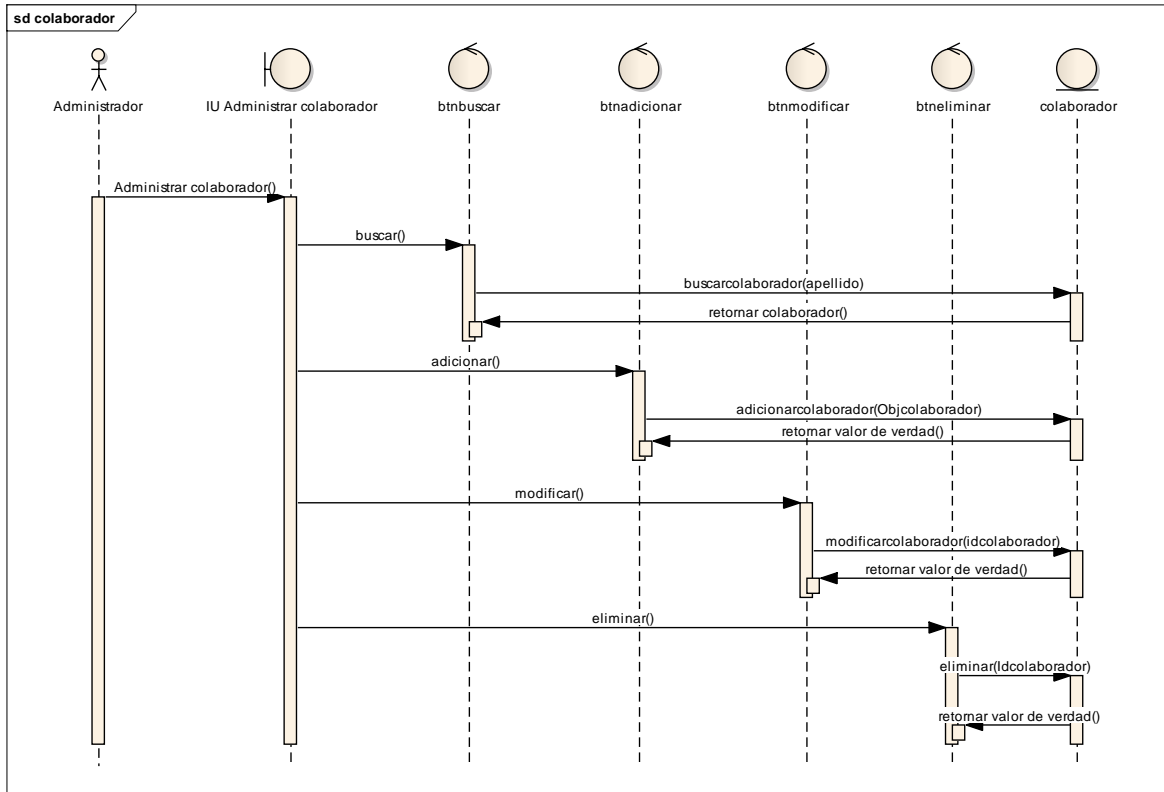 sd colaborador
Administrador
IU Administrar colaborador
btnbuscar
btnadicionar
btnmodificar
btneliminar
colaborador
Administrar colaborador()
buscar()
buscarcolaborador(apellido)
retornar colaborador()
adicionar()
adicionarcolaborador(Objcolaborador)
retornar valor de verdad()
modificar()
modificarcolaborador(idcolaborador)
retornar valor de verdad()
eliminar()
eliminar(Idcolaborador)
retornar valor de verdad()